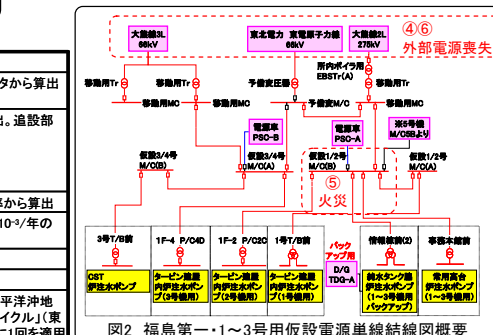 タから算出
。追設部
率から算出
10⁻³/年の
平洋沖地
イクル」(東
に1回を適用
④⑥
外部電源喪失
大熊線3L
66kV
東北電力 東電原子力線
66kV
大熊線2L
275kV
所内ボイラ用
EBSTr(A)
移動用Tr
移動用Tr
予備変圧器
移動用Tr
移動用MC
移動用MC
予備変M/C
移動用MC
電源車
PSC-B
電源車
PSC-A
※5号機
M/C5Bより
仮設3/4号
M/C(B)
仮設3/4号
M/C(A)
仮設1/2号
M/C(B)
仮設1/2号
M/C(A)
⑤
火災
3号T/B前
1F-4 P/C4D
1F-2 P/C2C
1号T/B前
バック
アップ用
情報棟前(2)
事務本館前
CST
炉注水ポンプ
タービン建屋
内炉注水ポンプ
(3号機用)
タービン建屋
内炉注水ポンプ
(2号機用)
タービン建屋
内炉注水ポンプ
(1号機用)
D/G
TDG-A
純水タンク脇
炉注水ポンプ
(1～3号機用
バックアップ)
常用高台
炉注水ポンプ
(1～3号機用)
図2 福島第一・1～3号用仮設電源単線結線図概要